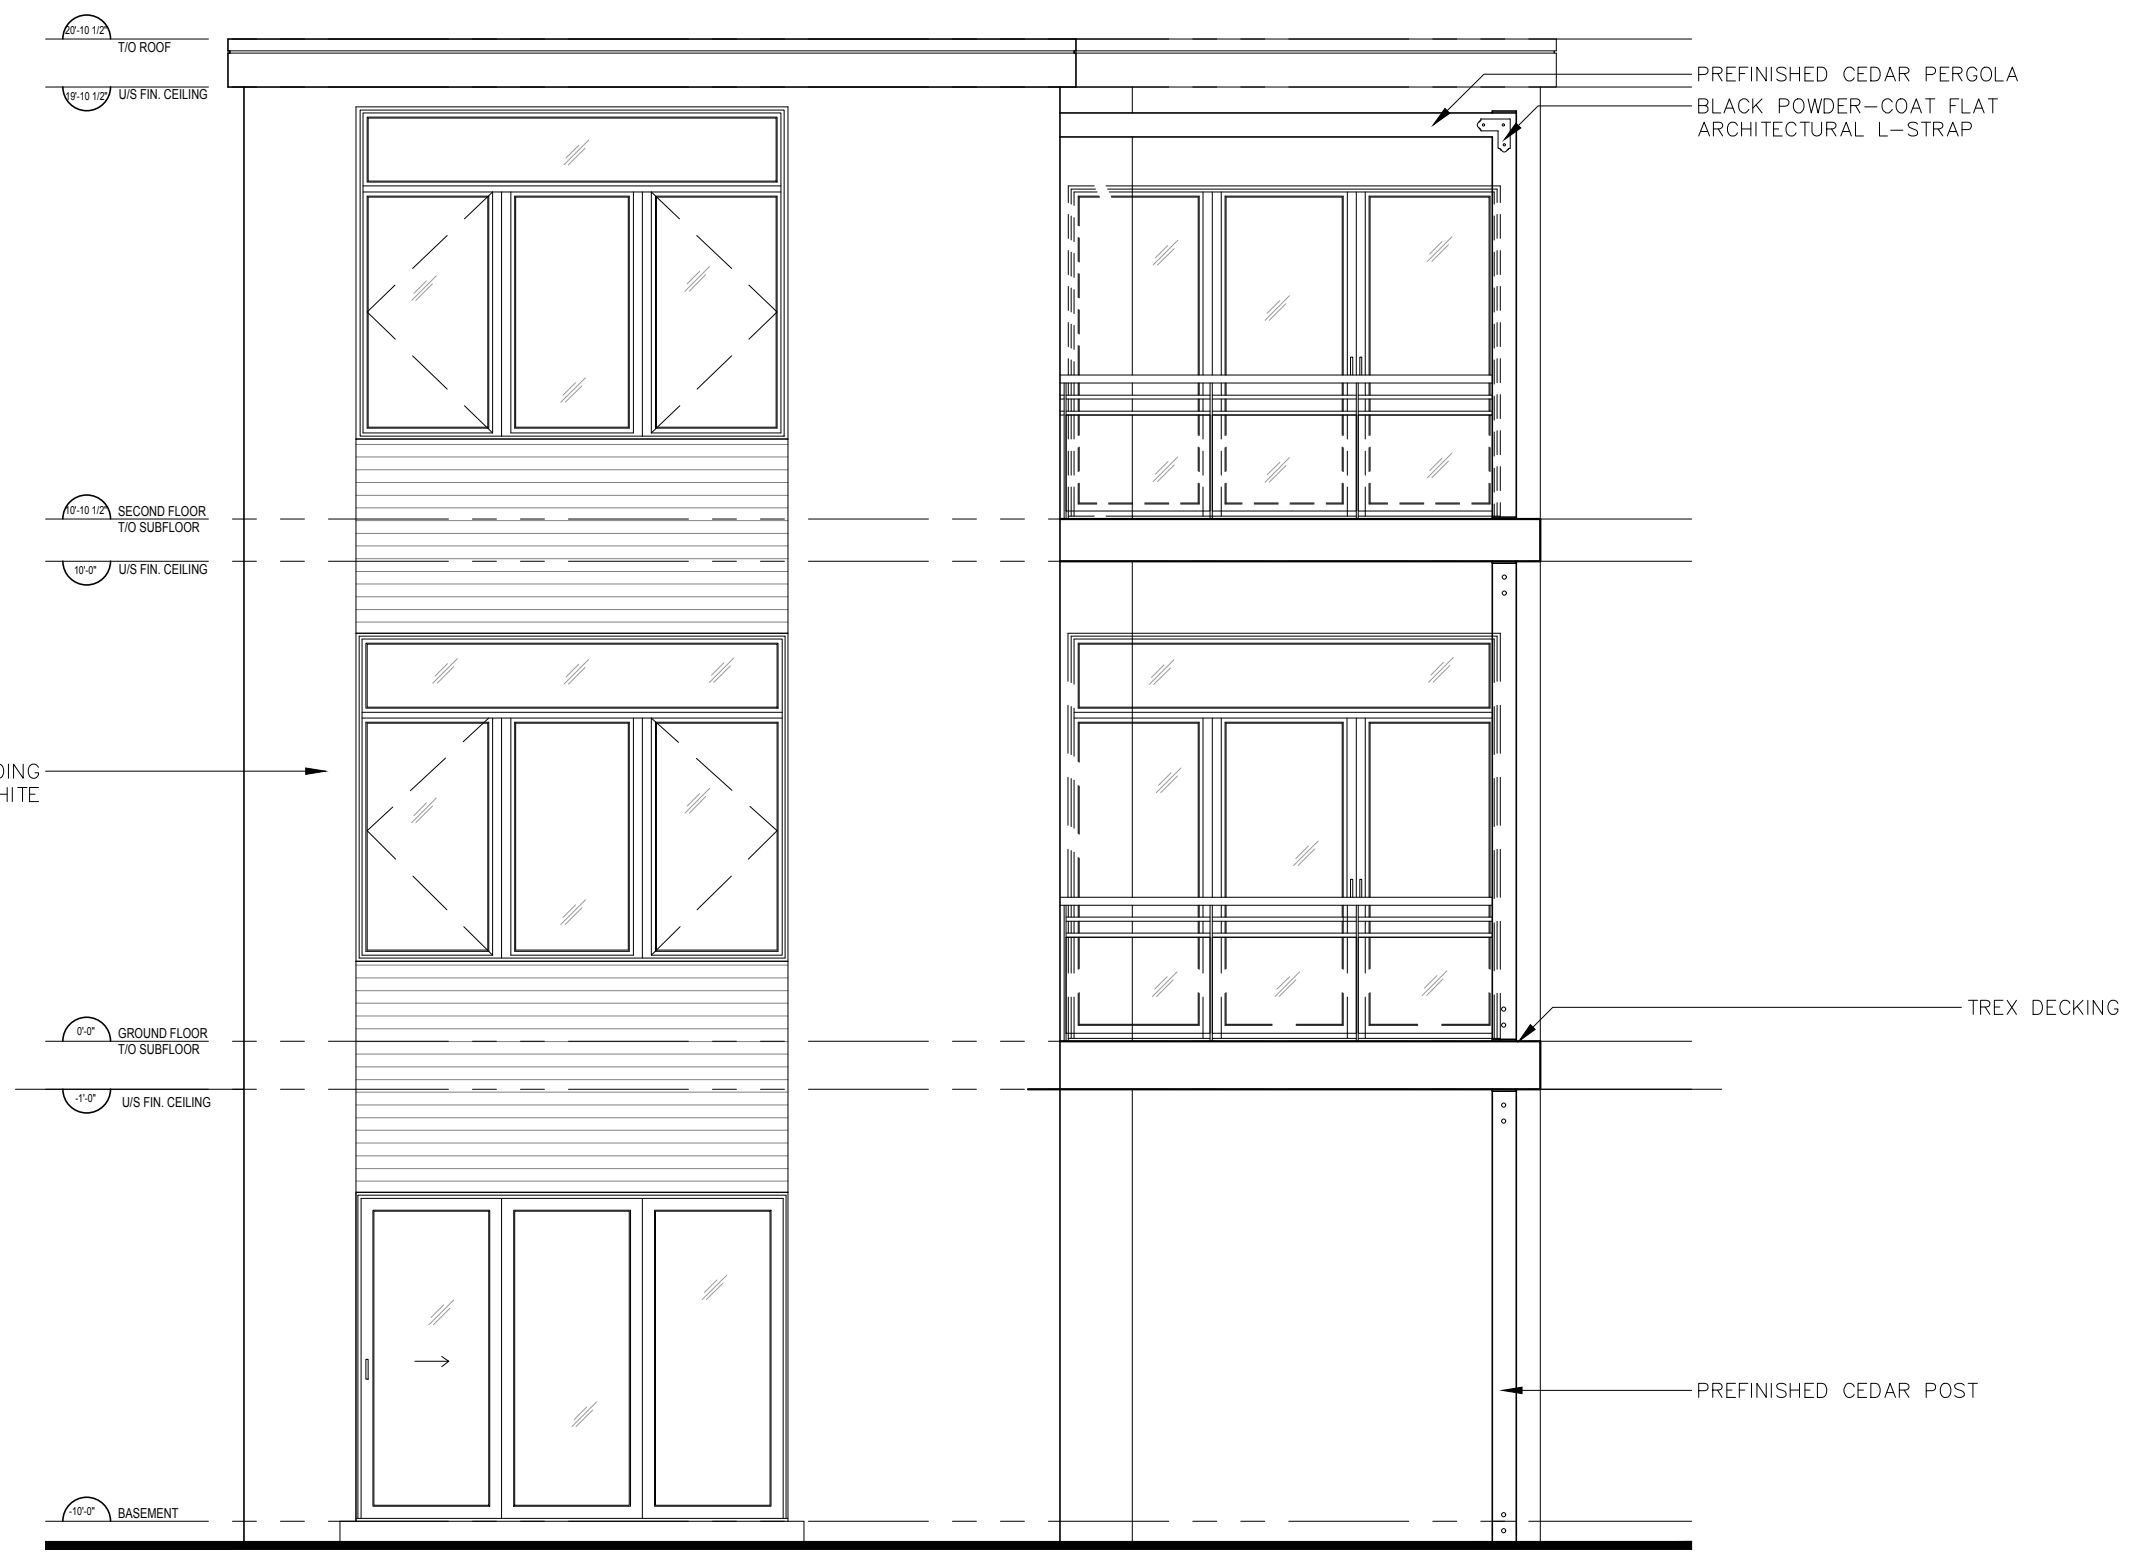 20'-10 1/2"
T/O ROOF
19'-10 1/2"
U/S FIN. CEILING
PREFINISHED CEDAR PERGOLA
BLACK POWDER-COAT FLAT
ARCHITECTURAL L-STRAP
10'-10 1/2"
SECOND FLOOR
T/O SUBFLOOR
10'-0"
U/S FIN. CEILING
TREX DECKING
0'-0"
GROUND FLOOR
T/O SUBFLOOR
-1'-0"
U/S FIN. CEILING
PREFINISHED CEDAR POST
-10'-0"
BASEMENT